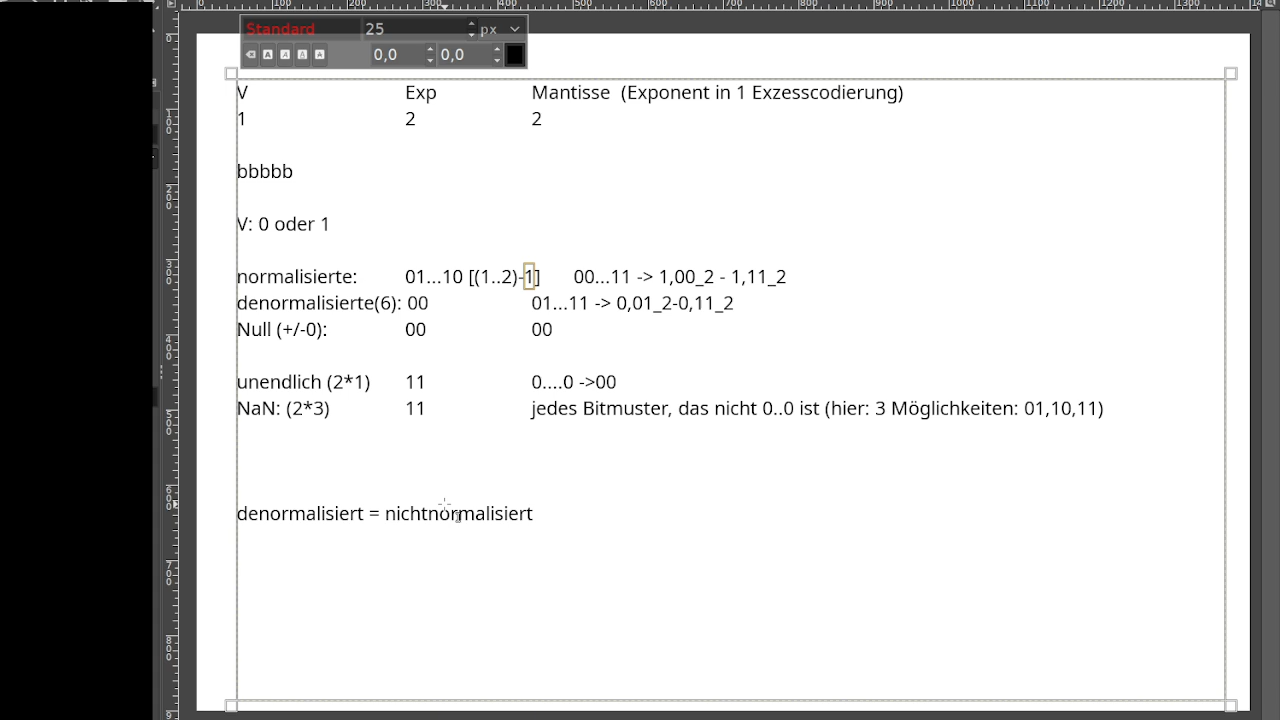 Standard 25 px
0,0 0,0
V Exp Mantisse (Exponent in 1 Exzesscodierung)
1 2 2
bbbbb
V: 0 oder 1
normalisierte: 01...10 [(1..2)-1] 00...11 -> 1,00_2 - 1,11_2
denormalisierte(6): 00 01...11 -> 0,01_2-0,11_2
Null (+/-0): 00 00
unendlich (2*1) 11 0....0 ->00
NaN: (2*3) 11 jedes Bitmuster, das nicht 0..0 ist (hier: 3 Möglichkeiten: 01,10,11)
denormalisiert = nichtnormalisiert